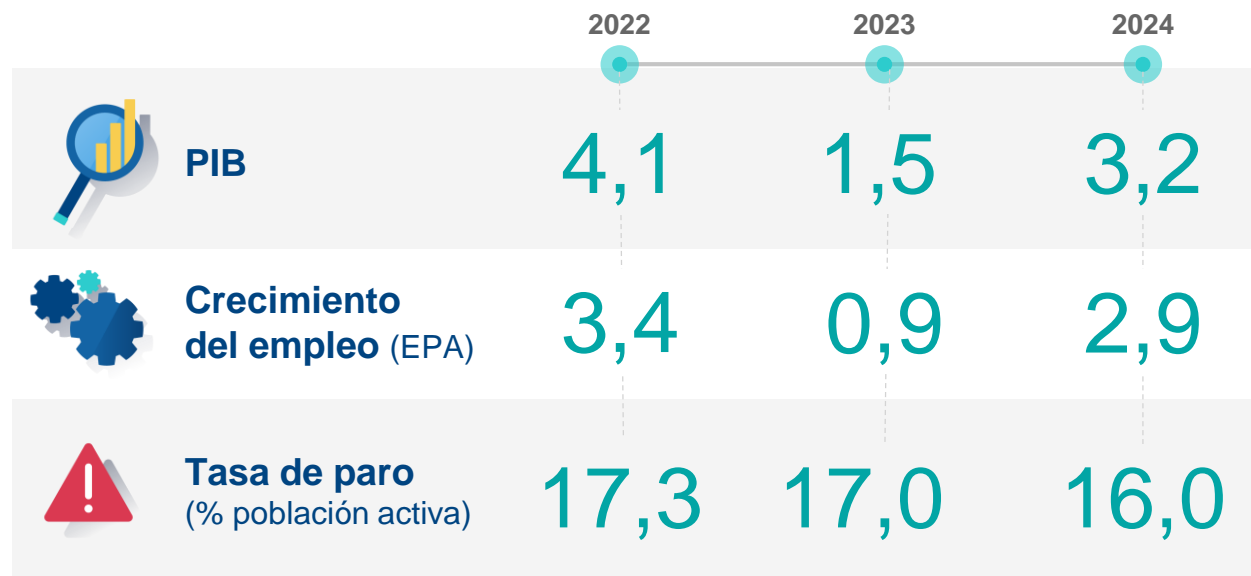 2022 2023 2024
PIB 4,1 1,5 3,2
Crecimiento
del empleo (EPA) 3,4 0,9 2,9
Tasa de paro
(% población activa) 17,3 17,0 16,0